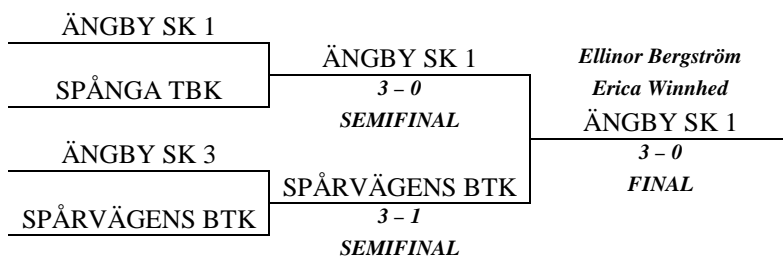 ÄNGBY SK 1
SPÅNGA TBK
ÄNGBY SK 3
SPÅRVÄGENS BTK
ÄNGBY SK 1
3 – 0
SEMIFINAL
SPÅRVÄGENS BTK
3 – 1
SEMIFINAL
Ellinor Bergström
Erica Winnhed
ÄNGBY SK 1
3 – 0
FINAL